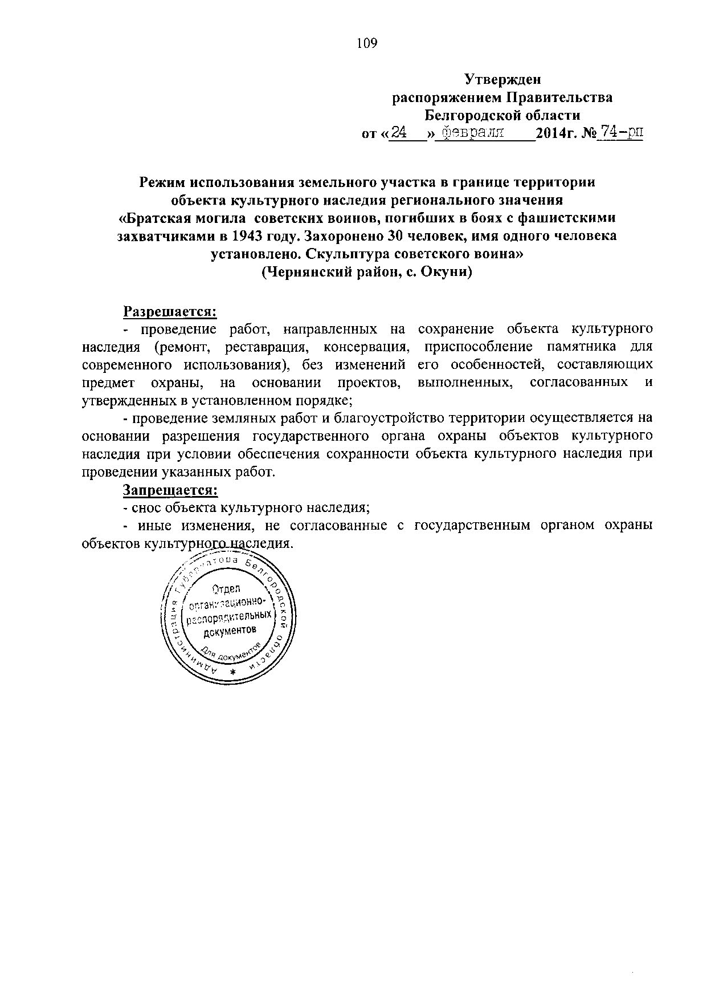 109
Утвержден
распоряжением Правительства
Белгородской области
от «24 » февраля 2014г. № 74-рп
Режим использования земельного участка в границе территории
объекта культурного наследия регионального значения
«Братская могила советских воинов, погибших в боях с фашистскими
захватчиками в 1943 году. Захоронено 30 человек, имя одного человека
установлено. Скульптура советского воина»
(Чернянский район, с. Окуни)
Разрешается:
- проведение работ, направленных на сохранение объекта культурного
наследия (ремонт, реставрация, консервация, приспособление памятника для
современного использования), без изменений его особенностей, составляющих
предмет охраны, на основании проектов, выполненных, согласованных и
утвержденных в установленном порядке;
- проведение земляных работ и благоустройство территории осуществляется на
основании разрешения государственного органа охраны объектов культурного
наследия при условии обеспечения сохранности объекта культурного наследия при
проведении указанных работ.
Запрещается:
- снос объекта культурного наследия;
- иные изменения, не согласованные с государственным органом охраны
объектов культурного наследия.
Администрация Губернатова Белгородской области
Отдел
организационно-
распорядительных
документов
Для документов
*